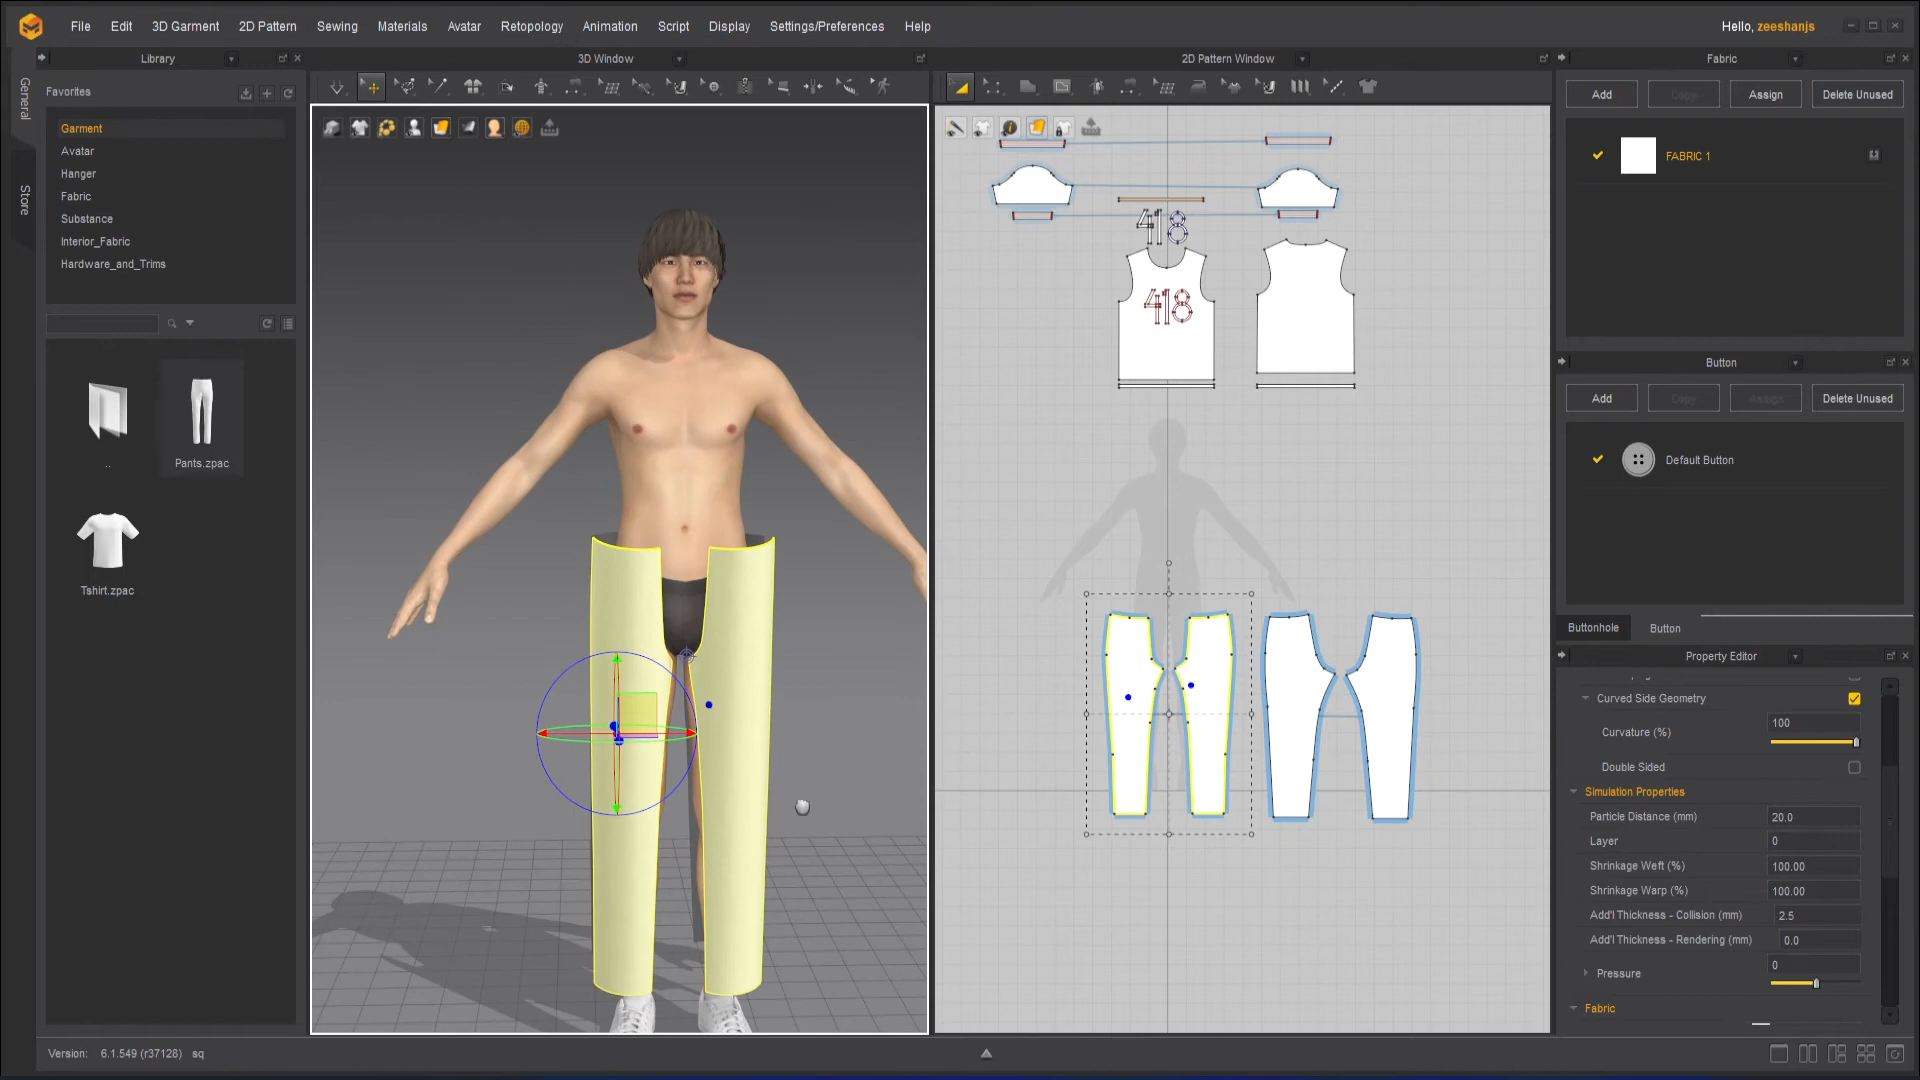 File Edit 3D Garment 2D Pattern Sewing Materials Avatar Retopology Animation Script Display Settings/Preferences Help
Hello, zeeshanjs
Library
3D Window
2D Pattern Window
Fabric
General
Store
Favorites
Garment
Avatar
Hanger
Fabric
Substance
Interior_Fabric
Hardware_and_Trims
..
Pants.zpac
Tshirt.zpac
418
418
Add Copy Assign Delete Unused
FABRIC 1
Button
Add Copy Assign Delete Unused
Default Button
Buttonhole Button
Property Editor
Curved Side Geometry
Curvature (%) 100
Double Sided
Simulation Properties
Particle Distance (mm) 20.0
Layer 0
Shrinkage Weft (%) 100.00
Shrinkage Warp (%) 100.00
Add'l Thickness - Collision (mm) 2.5
Add'l Thickness - Rendering (mm) 0.0
Pressure 0
Fabric
Version: 6.1.549 (r37128) sq